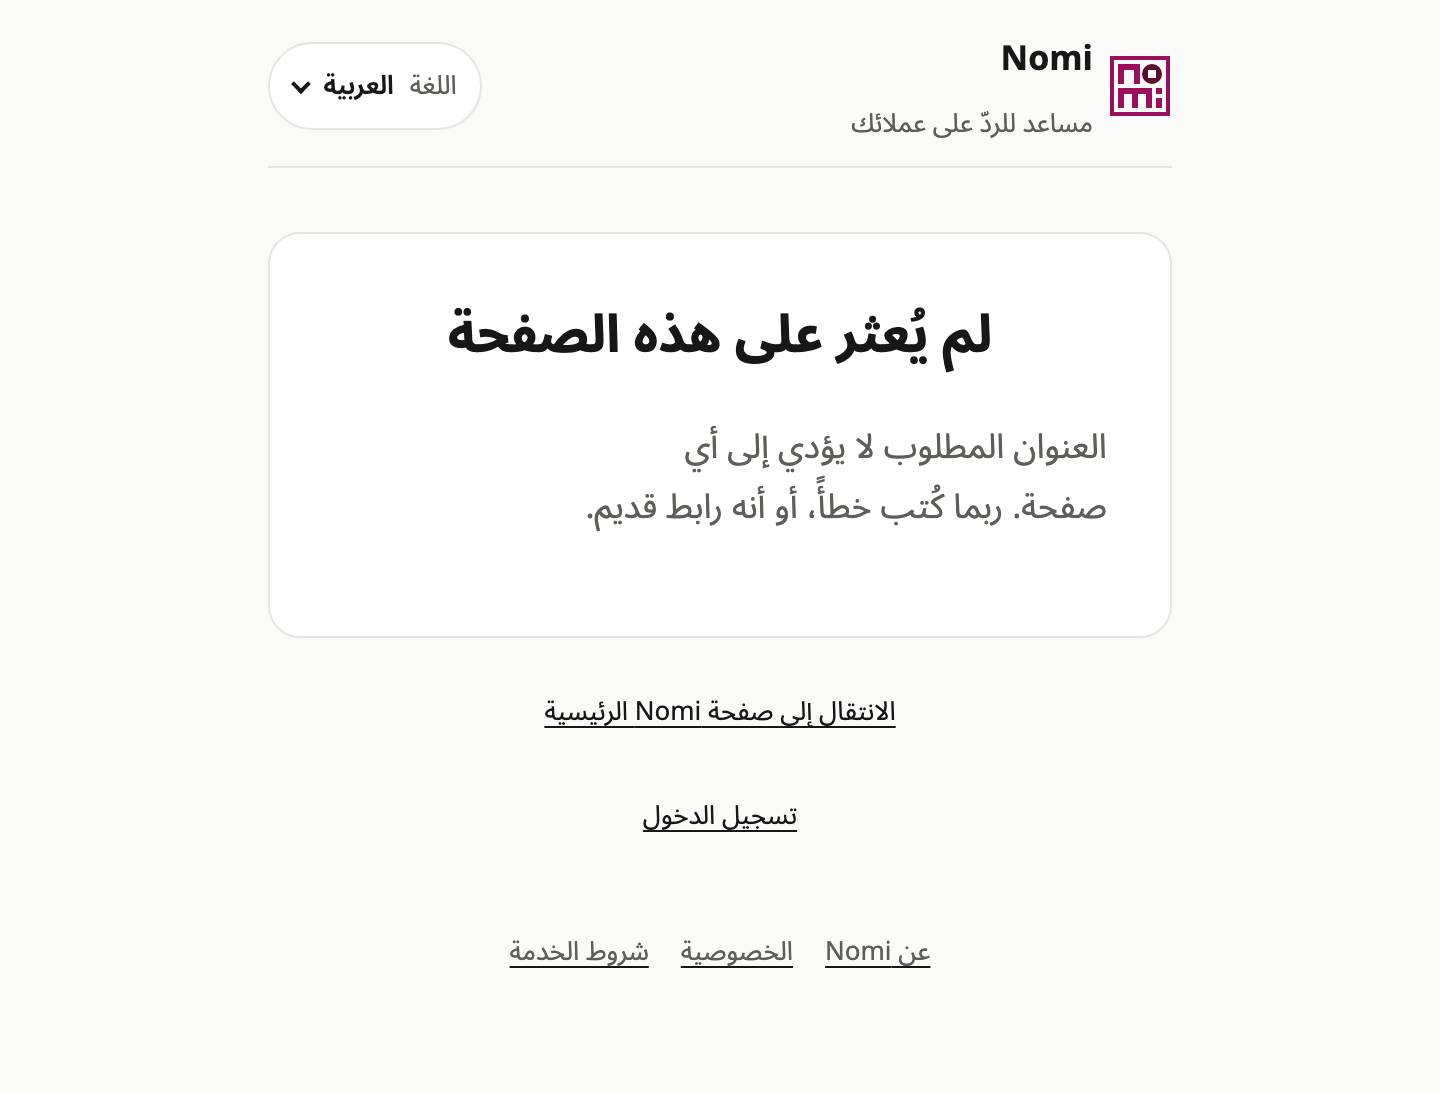 Nomi
مساعد للردّ على عملائك
اللغة العربية
لم يُعثر على هذه الصفحة
العنوان المطلوب لا يؤدي إلى أي
صفحة. ربما كُتب خطأً، أو أنه رابط قديم.
الانتقال إلى صفحة Nomi الرئيسية
تسجيل الدخول
عن Nomi الخصوصية شروط الخدمة